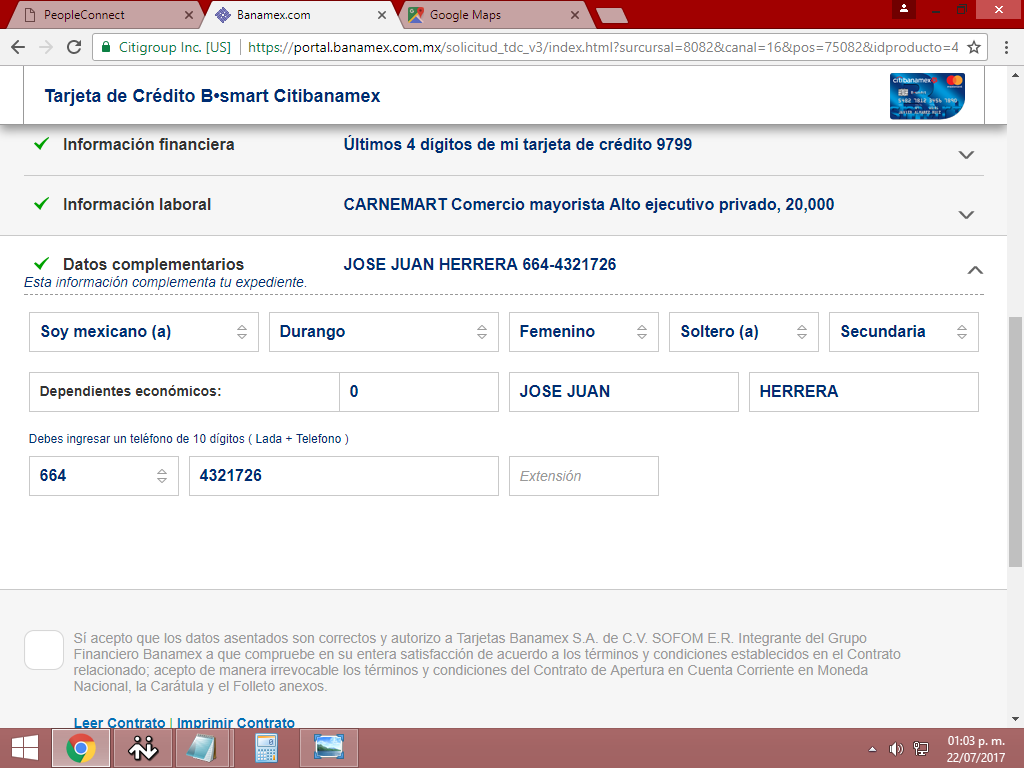 PeopleConnect
Banamex.com
Google Maps
Citigroup Inc. [US]
https://portal.banamex.com.mx/solicitud_tdc_v3/index.html?surcursal=8082&canal=16&pos=75082&idproducto=4
Tarjeta de Crédito B•smart Citibanamex
citibanamex
Información financiera
Últimos 4 dígitos de mi tarjeta de crédito 9799
Información laboral
CARNEMART Comercio mayorista Alto ejecutivo privado, 20,000
Datos complementarios
JOSE JUAN HERRERA 664-4321726
Esta información complementa tu expediente.
Soy mexicano (a)
Durango
Femenino
Soltero (a)
Secundaria
Dependientes económicos:
0
JOSE JUAN
HERRERA
Debes ingresar un teléfono de 10 dígitos ( Lada + Telefono )
664
4321726
Extensión
Sí acepto que los datos asentados son correctos y autorizo a Tarjetas Banamex S.A. de C.V. SOFOM E.R. Integrante del Grupo
Financiero Banamex a que compruebe en su entera satisfacción de acuerdo a los términos y condiciones establecidos en el Contrato
relacionado; acepto de manera irrevocable los términos y condiciones del Contrato de Apertura en Cuenta Corriente en Moneda
Nacional, la Carátula y el Folleto anexos.
Leer Contrato | Imprimir Contrato
01:03 p. m.
22/07/2017